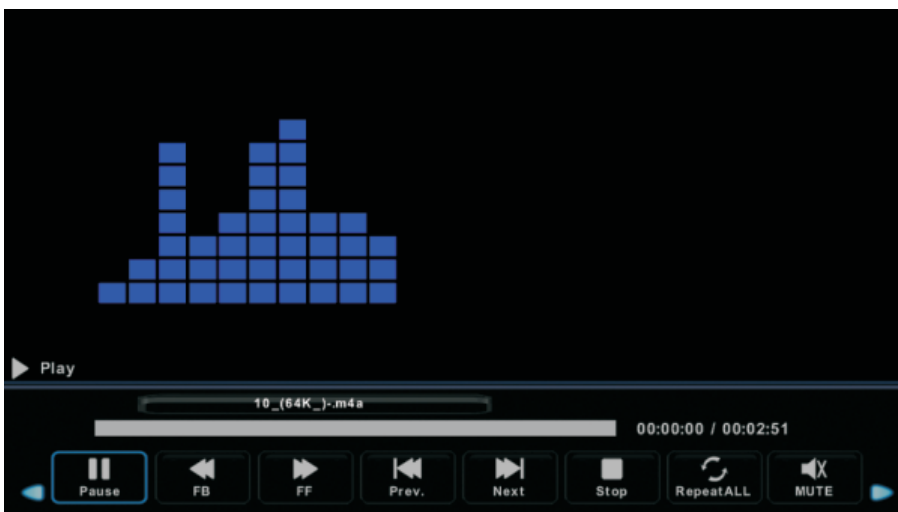 Play
10_(64K_)-.m4a
00:00:00 / 00:02:51
Pause FB FF Prev. Next Stop RepeatALL MUTE